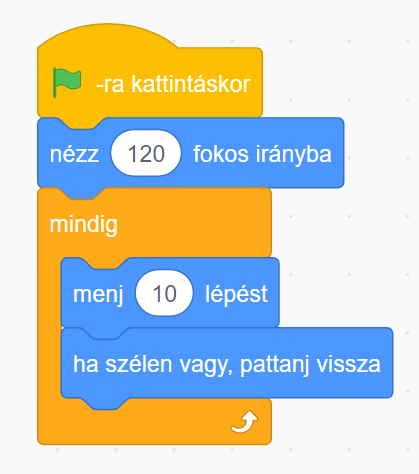 -ra kattintáskor
nézz 120 fokos irányba
mindig
menj 10 lépést
ha szélen vagy, pattanj vissza